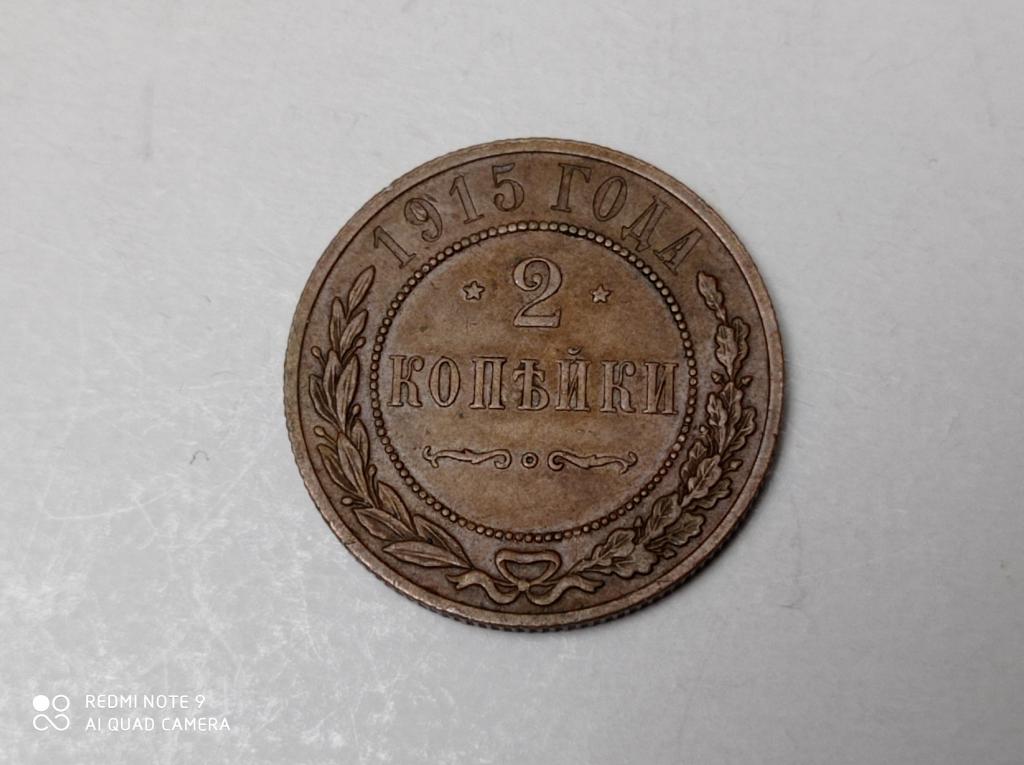 1915 ГОДА
2
КОПѢЙКИ
REDMI NOTE 9
AI QUAD CAMERA